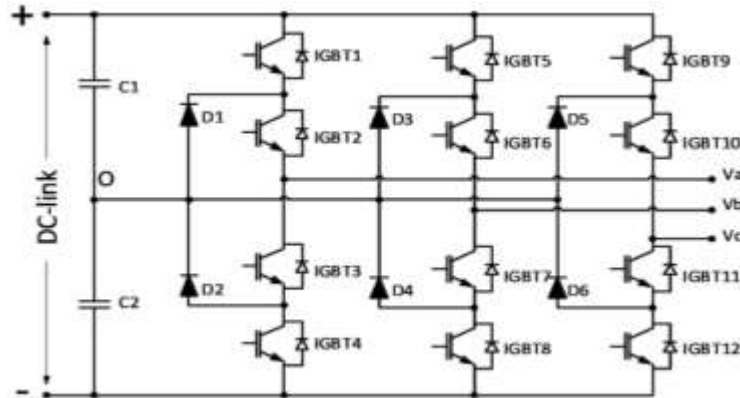 +
IGBT1
IGBT5
IGBT9
C1
D1
D3
D5
IGBT2
IGBT6
IGBT10
DC-link
O
Va
Vb
Vc
IGBT3
IGBT7
IGBT11
C2
D2
D4
D6
IGBT4
IGBT8
IGBT12
-